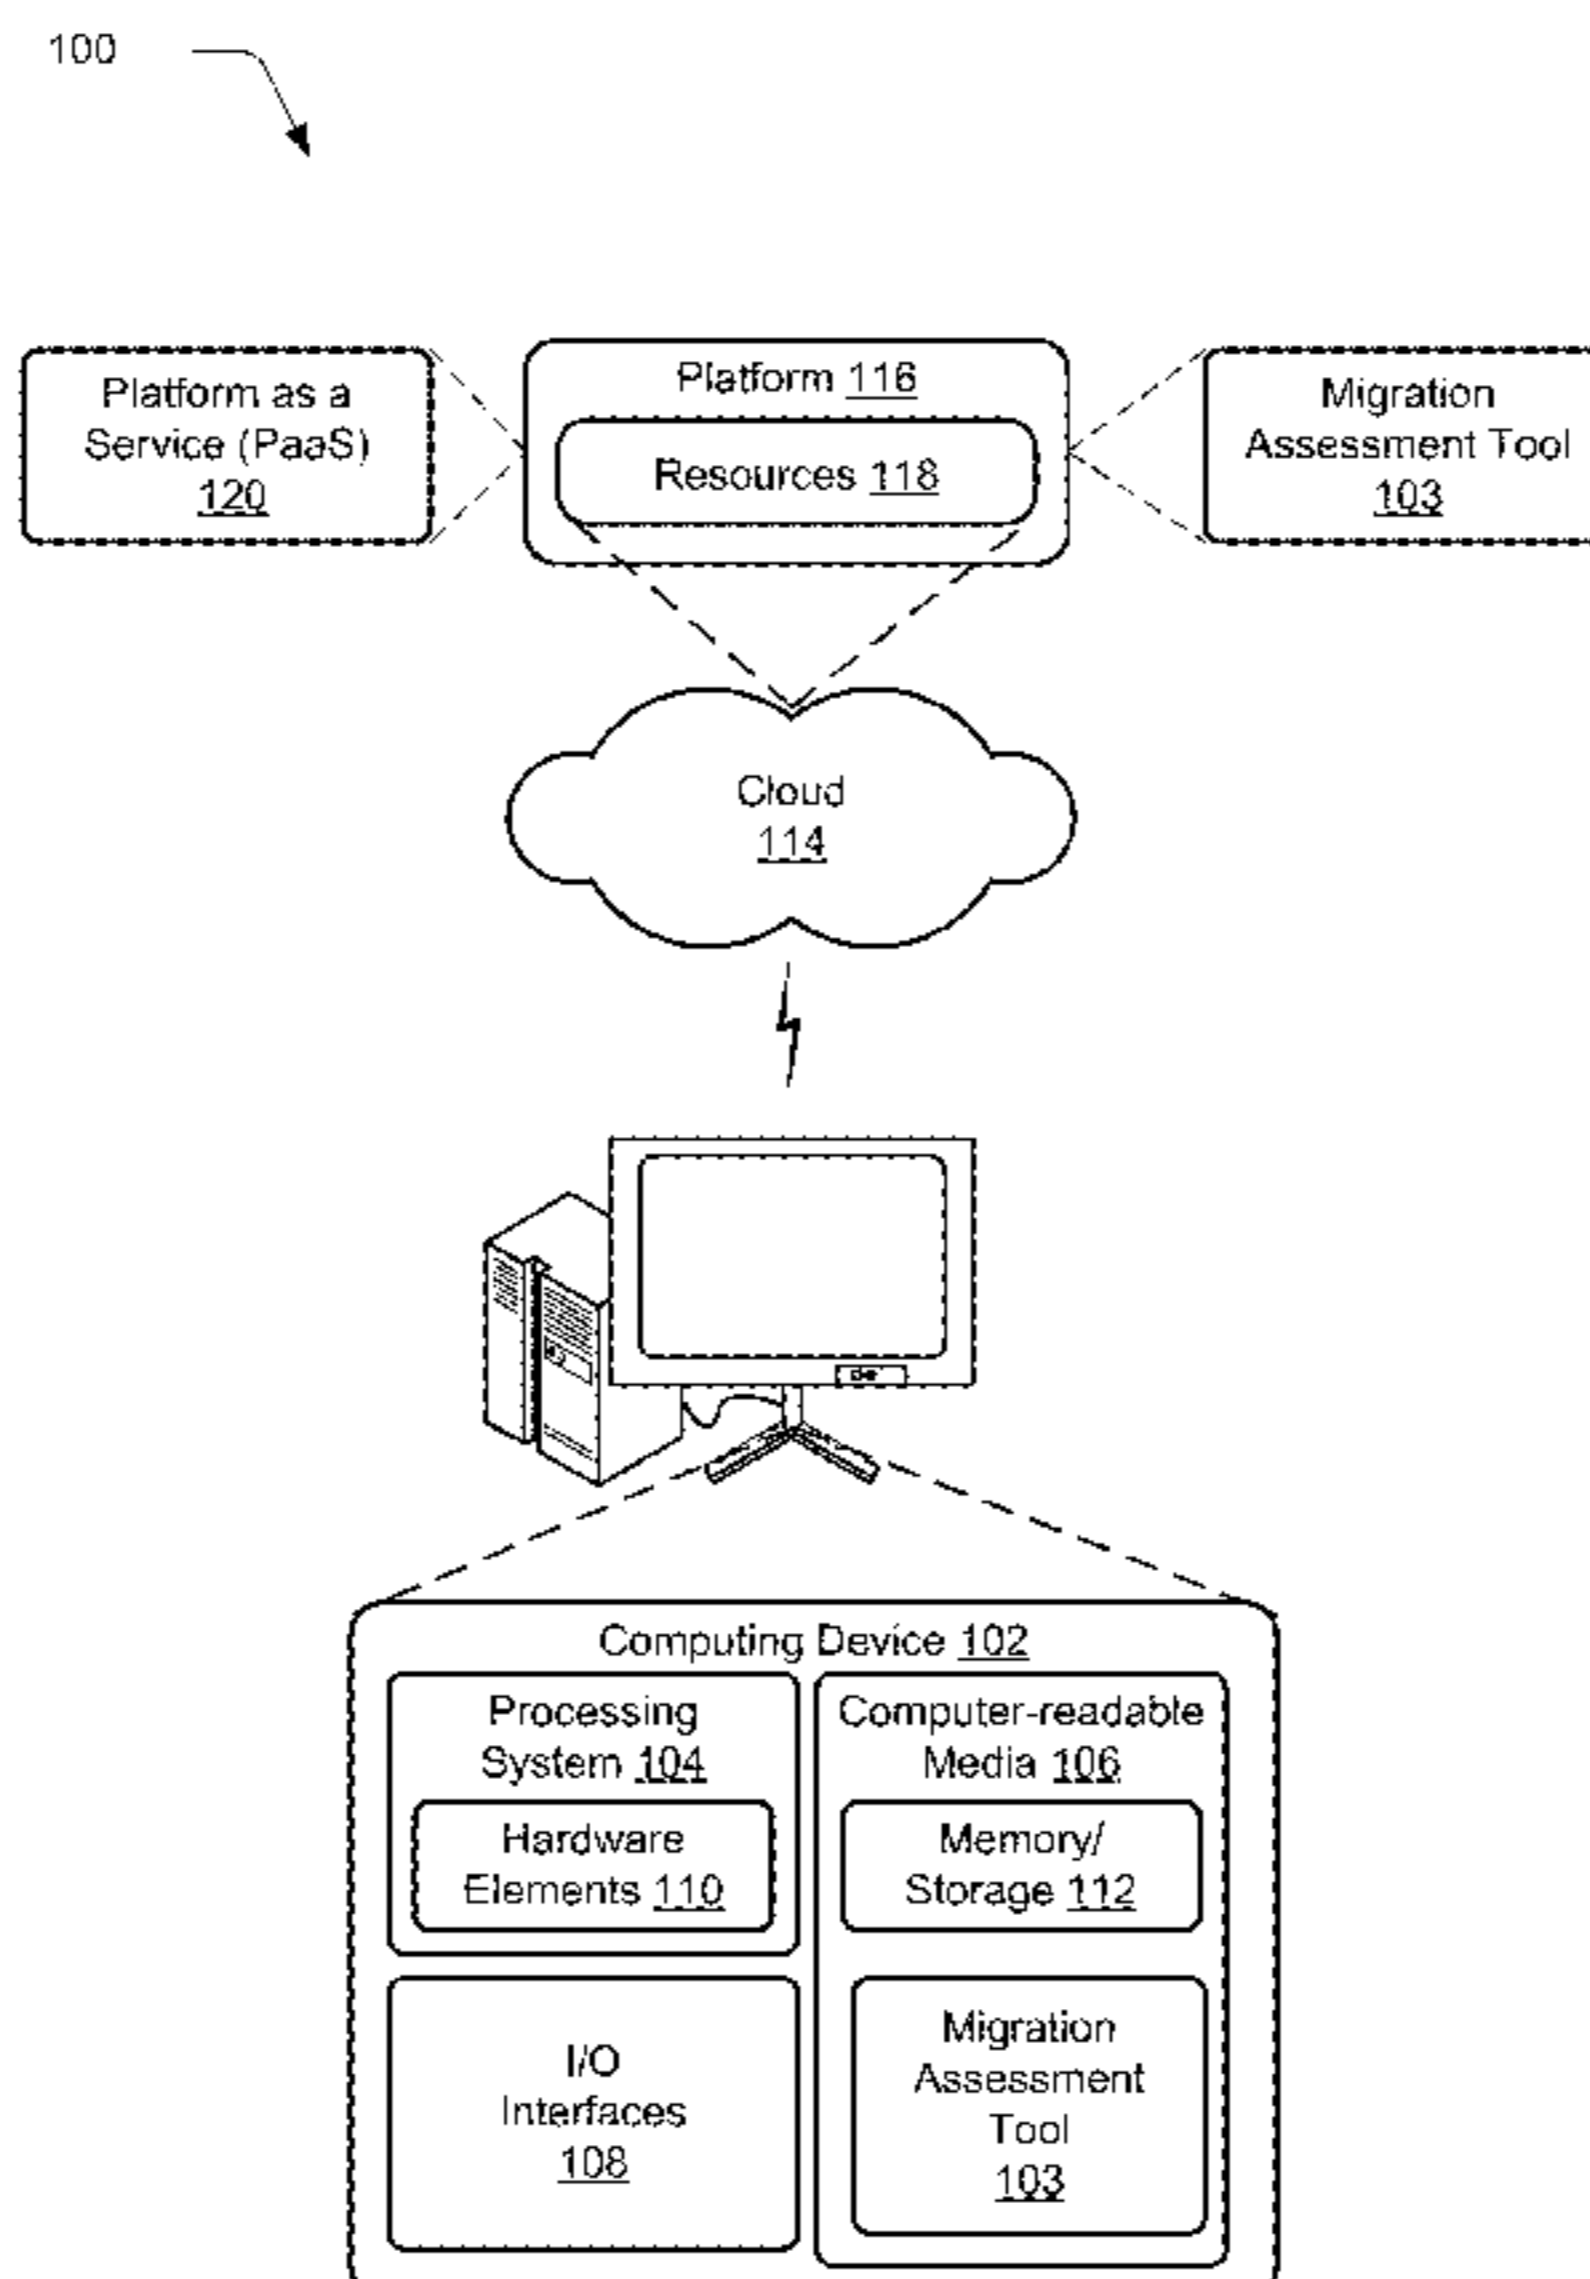 100
Platform as a
Service (PaaS)
120
Platform 116
Resources 118
Migration
Assessment Tool
103
Cloud
114
Computing Device 102
Processing
System 104
Hardware
Elements 110
I/O
Interfaces
108
Computer-readable
Media 106
Memory/
Storage 112
Migration
Assessment
Tool
103